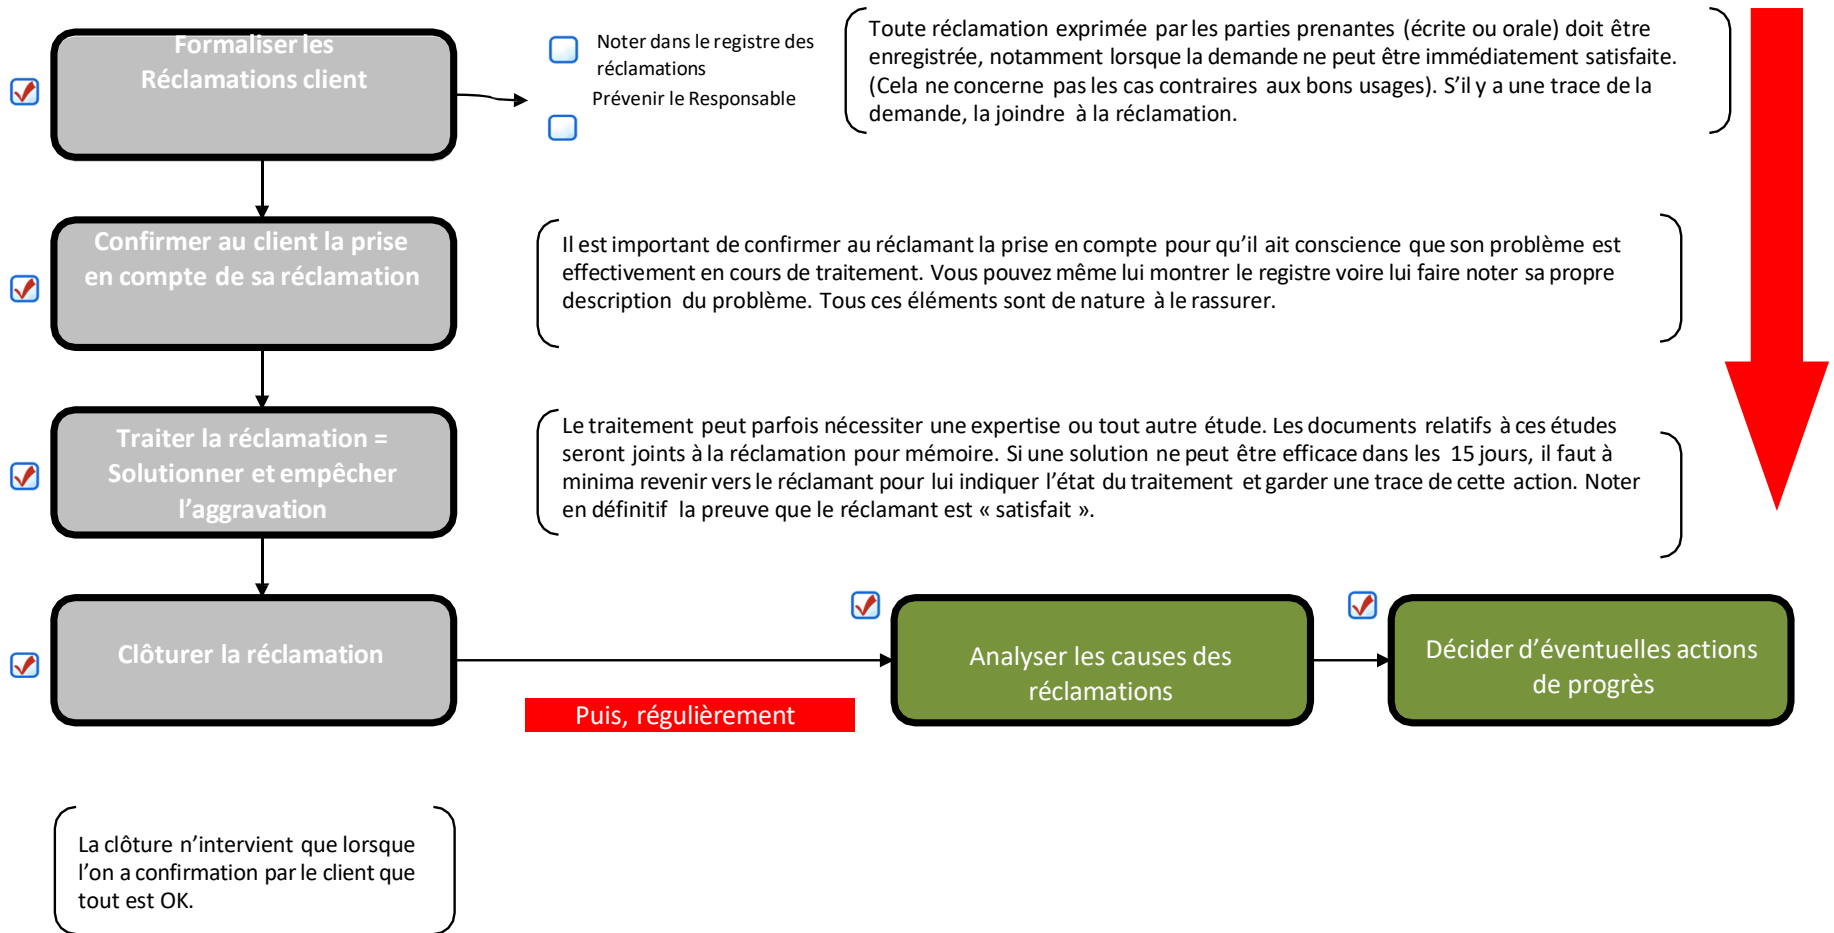 Formaliser les
Réclamations client
Noter dans le registre des
réclamations
Prévenir le Responsable
Toute réclamation exprimée par les parties prenantes (écrite ou orale) doit être
enregistrée, notamment lorsque la demande ne peut être immédiatement satisfaite.
(Cela ne concerne pas les cas contraires aux bons usages). S’il y a une trace de la
demande, la joindre à la réclamation.
Confirmer au client la prise
en compte de sa réclamation
Il est important de confirmer au réclamant la prise en compte pour qu’il ait conscience que son problème est
effectivement en cours de traitement. Vous pouvez même lui montrer le registre voire lui faire noter sa propre
description du problème. Tous ces éléments sont de nature à le rassurer.
Traiter la réclamation =
Solutionner et empêcher
l’aggravation
Le traitement peut parfois nécessiter une expertise ou tout autre étude. Les documents relatifs à ces études
seront joints à la réclamation pour mémoire. Si une solution ne peut être efficace dans les 15 jours, il faut à
minima revenir vers le réclamant pour lui indiquer l’état du traitement et garder une trace de cette action. Noter
en définitif la preuve que le réclamant est « satisfait ».
Clôturer la réclamation
Puis, régulièrement
Analyser les causes des
réclamations
Décider d’éventuelles actions
de progrès
La clôture n’intervient que lorsque
l’on a confirmation par le client que
tout est OK.